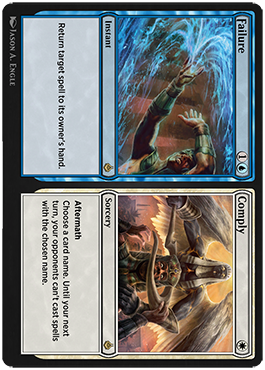 Failure
1
Instant
Return target spell to its owner's hand.
JASON A. ENGLE
Comply
Sorcery
Aftermath
Choose a card name. Until your next
turn, your opponents can't cast spells
with the chosen name.